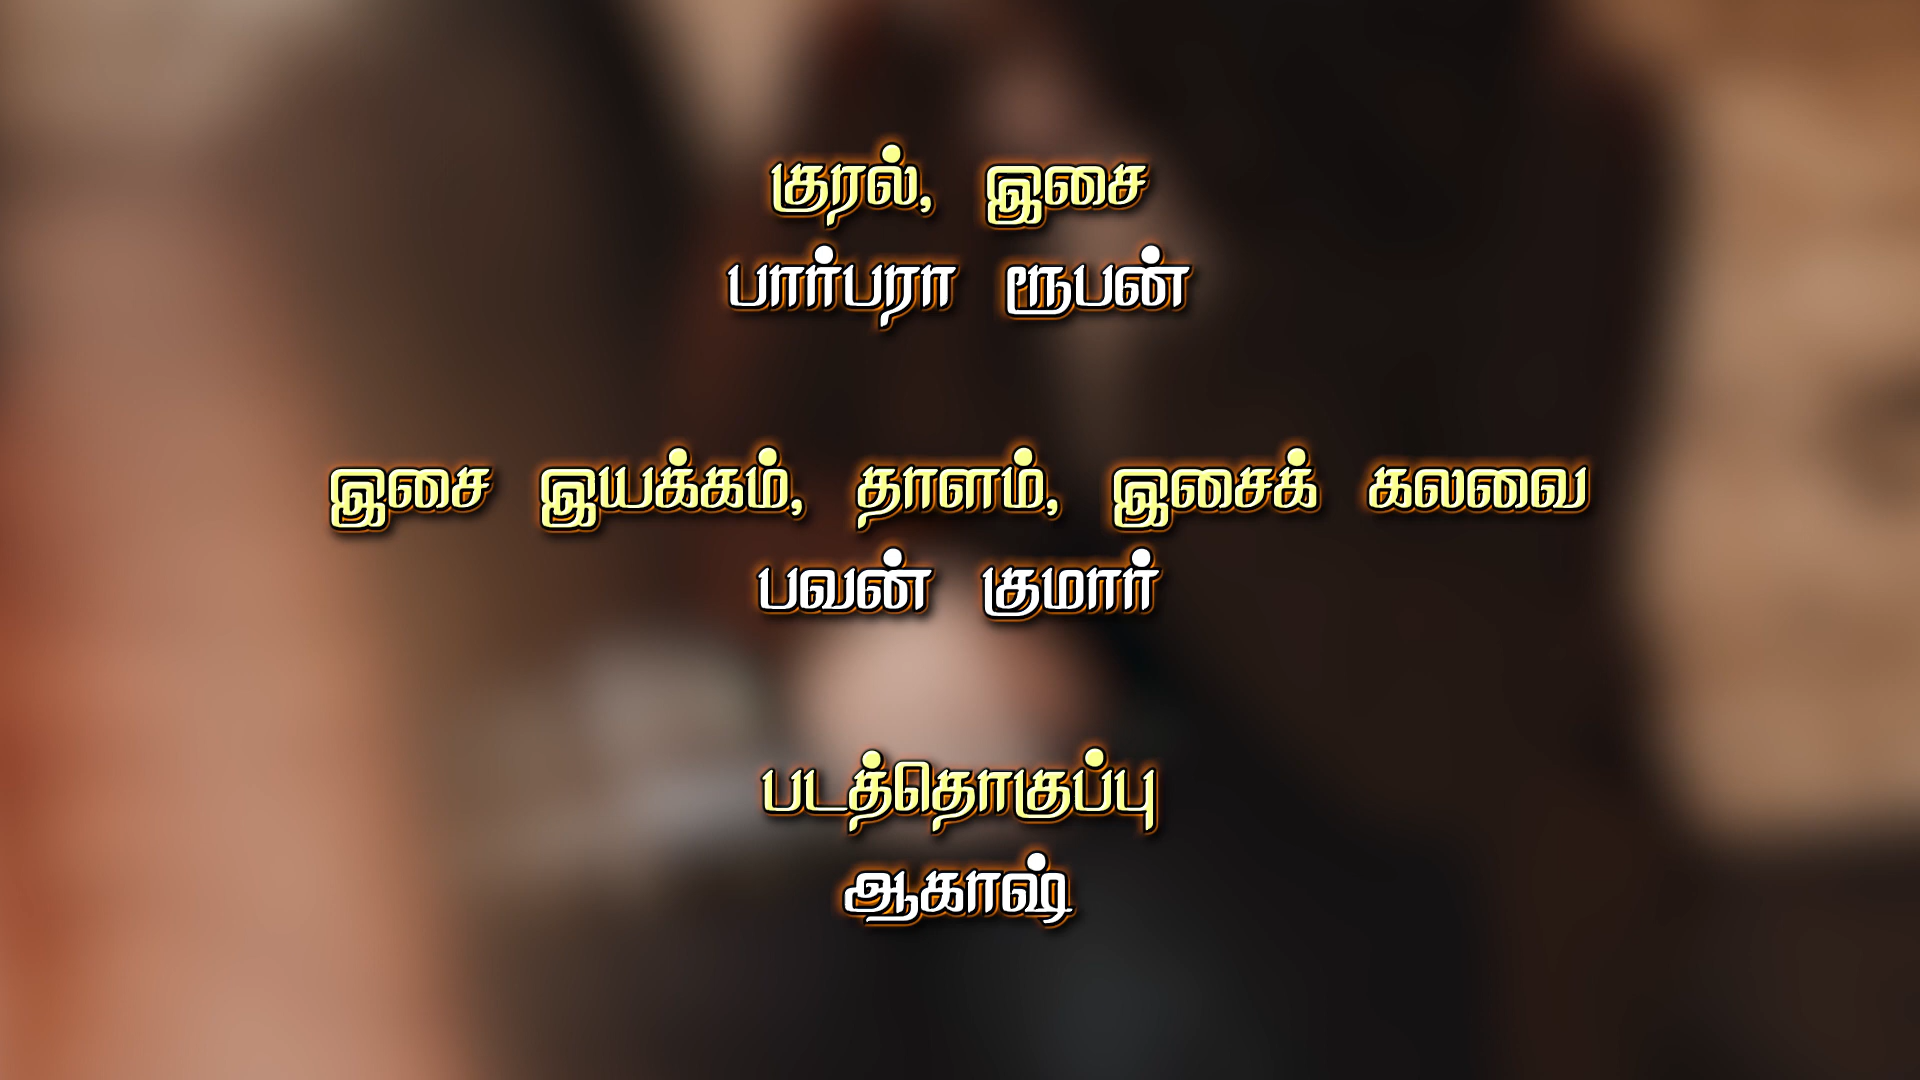 குரல், இசை
பார்பரா ரூபன்
இசை இயக்கம், தாளம், இசைக் கலவை
பவன் குமார்
படத்தொகுப்பு
ஆகாஷ்